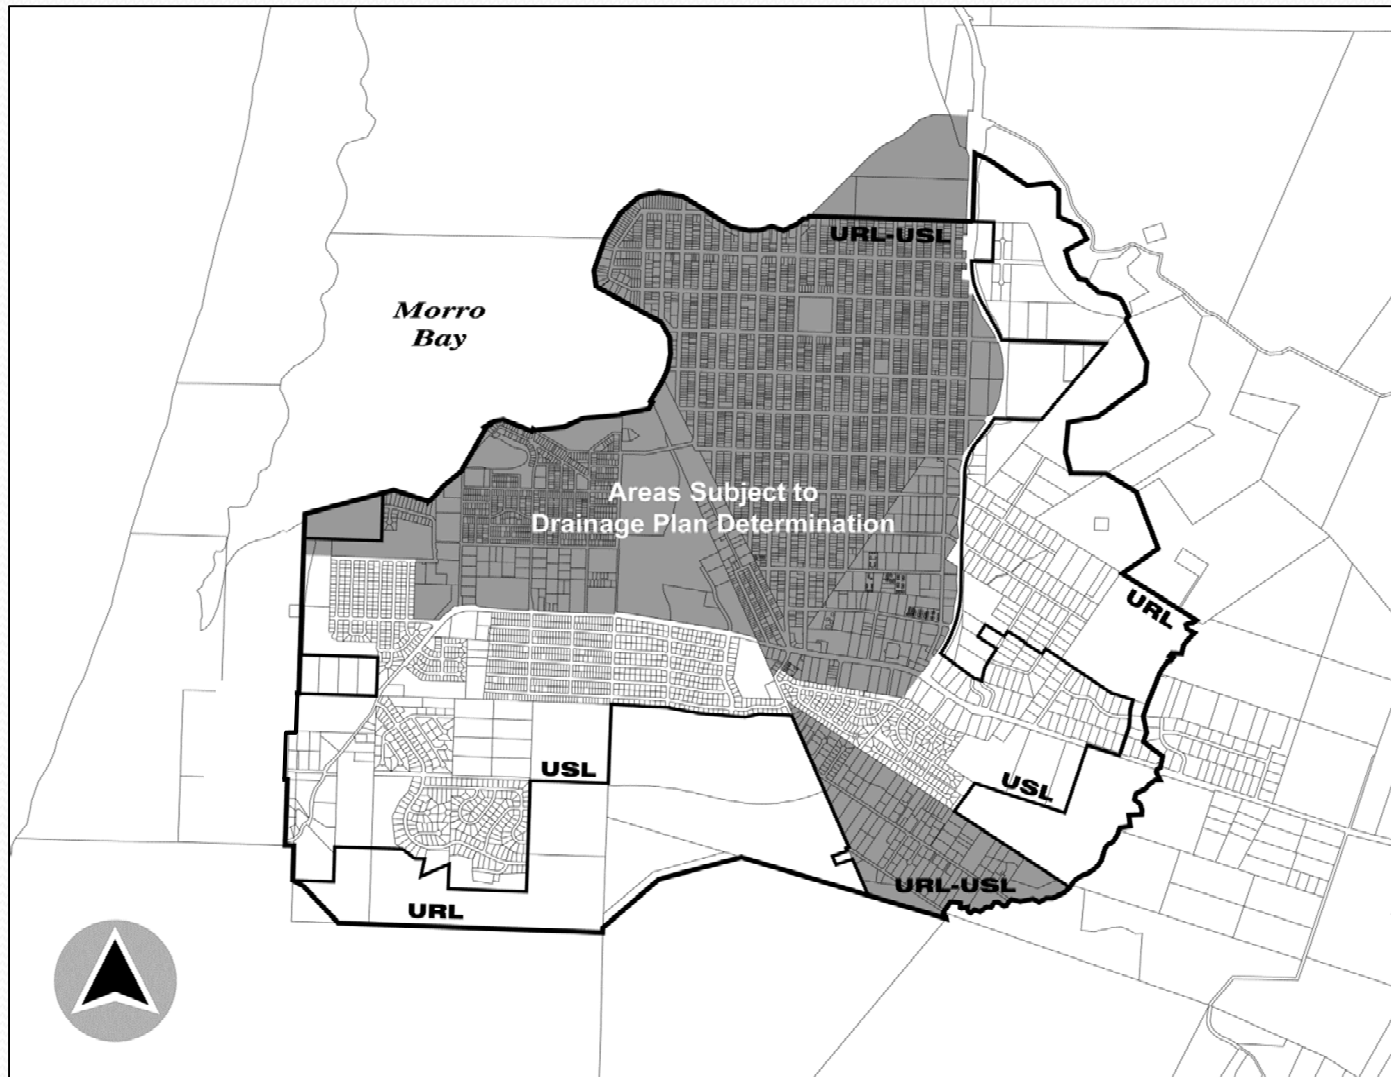 URL-USL
Morro
Bay
Areas Subject to
Drainage Plan Determination
URL
USL
USL
URL-USL
URL